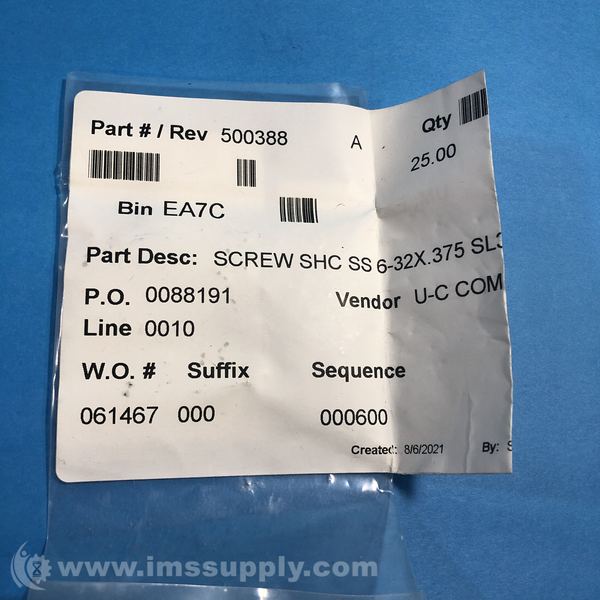 Part # / Rev 500388 A Qty
25.00
Bin EA7C
Part Desc: SCREW SHC SS 6-32X.375 SL3
P.O. 0088191 Vendor U-C COM
Line 0010
W.O. # Suffix Sequence
061467 000 000600
Created: 8/6/2021 By: S
www.imssupply.com